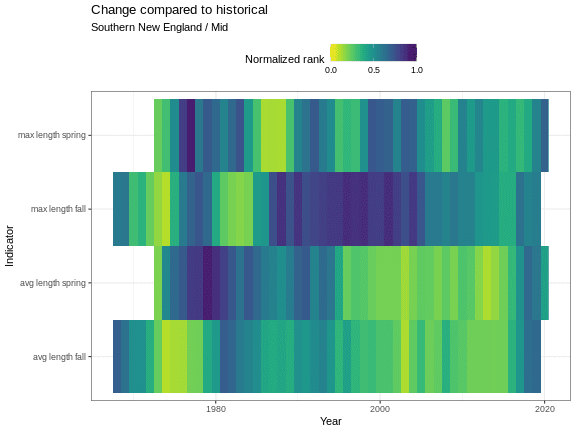 Change compared to historical
Southern New England / Mid
Normalized rank
0.0 0.5 1.0
max length spring
max length fall
avg length spring
avg length fall
Indicator
1980 2000 2020
Year